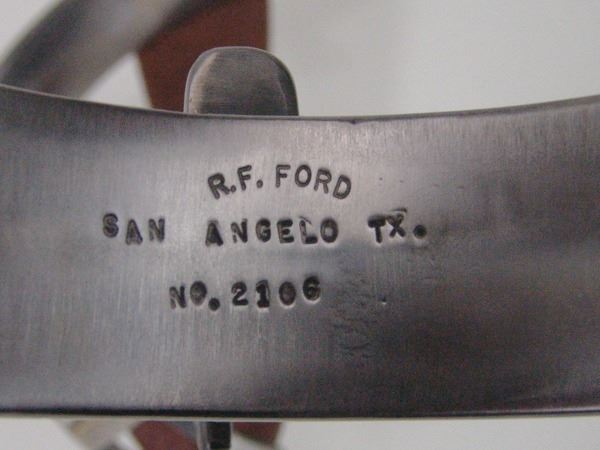 R.F. FORD
SAN ANGELO TX.
NO. 2106